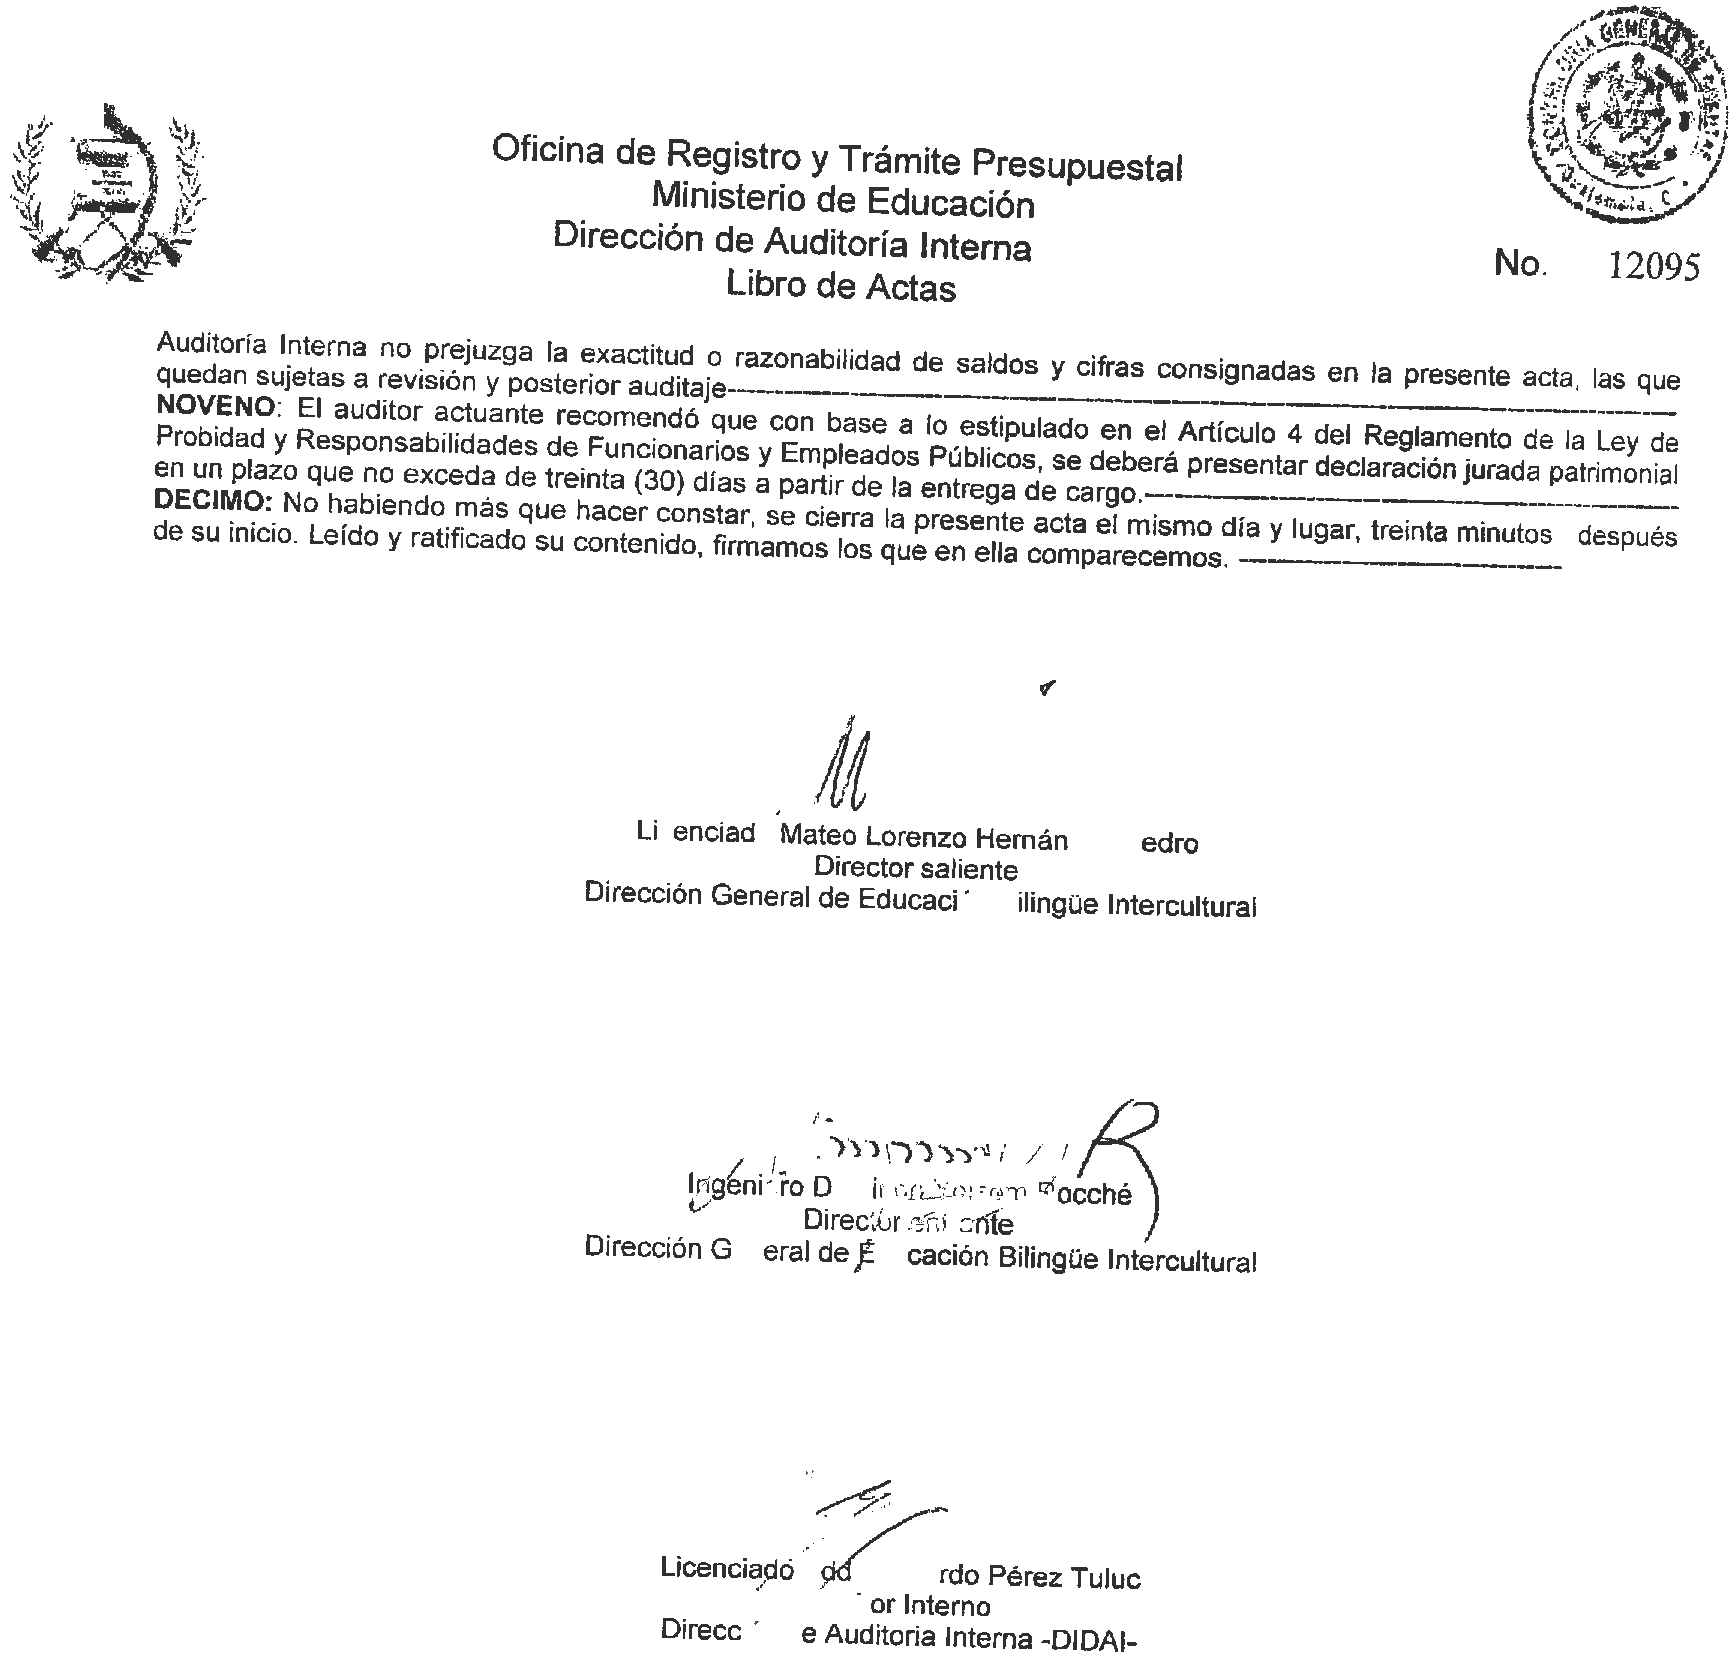 Oficina de Registro y Trámite Presupuestal
Ministerio de Educación
Dirección de Auditoría Interna
Libro de Actas
No. 12095
Auditoría Interna no prejuzga la exactitud o razonabilidad de saldos y cifras consignadas en la presente acta, las que
quedan sujetas a revisión y posterior auditaje
NOVENO: El auditor actuante recomendó que con base a lo estipulado en el Artículo 4 del Reglamento de la Ley de
Probidad y Responsabilidades de Funcionarios y Empleados Públicos, se deberá presentar declaración jurada patrimonial
en un plazo que no exceda de treinta (30) días a partir de la entrega de cargo.
DECIMO: No habiendo más que hacer constar, se cierra la presente acta el mismo día y lugar, treinta minutos después
de su inicio. Leído y ratificado su contenido, firmamos los que en ella comparecemos.
Li enciad Mateo Lorenzo Hernán edro
Director saliente
Dirección General de Educaci ilingüe Intercultural
ocché
Director
Dirección G eral de E cación Bilingüe Intercultural
Licenciado rdo Pérez Tuluc
or Interno
Direcc e Auditoria Interna -DIDAI-